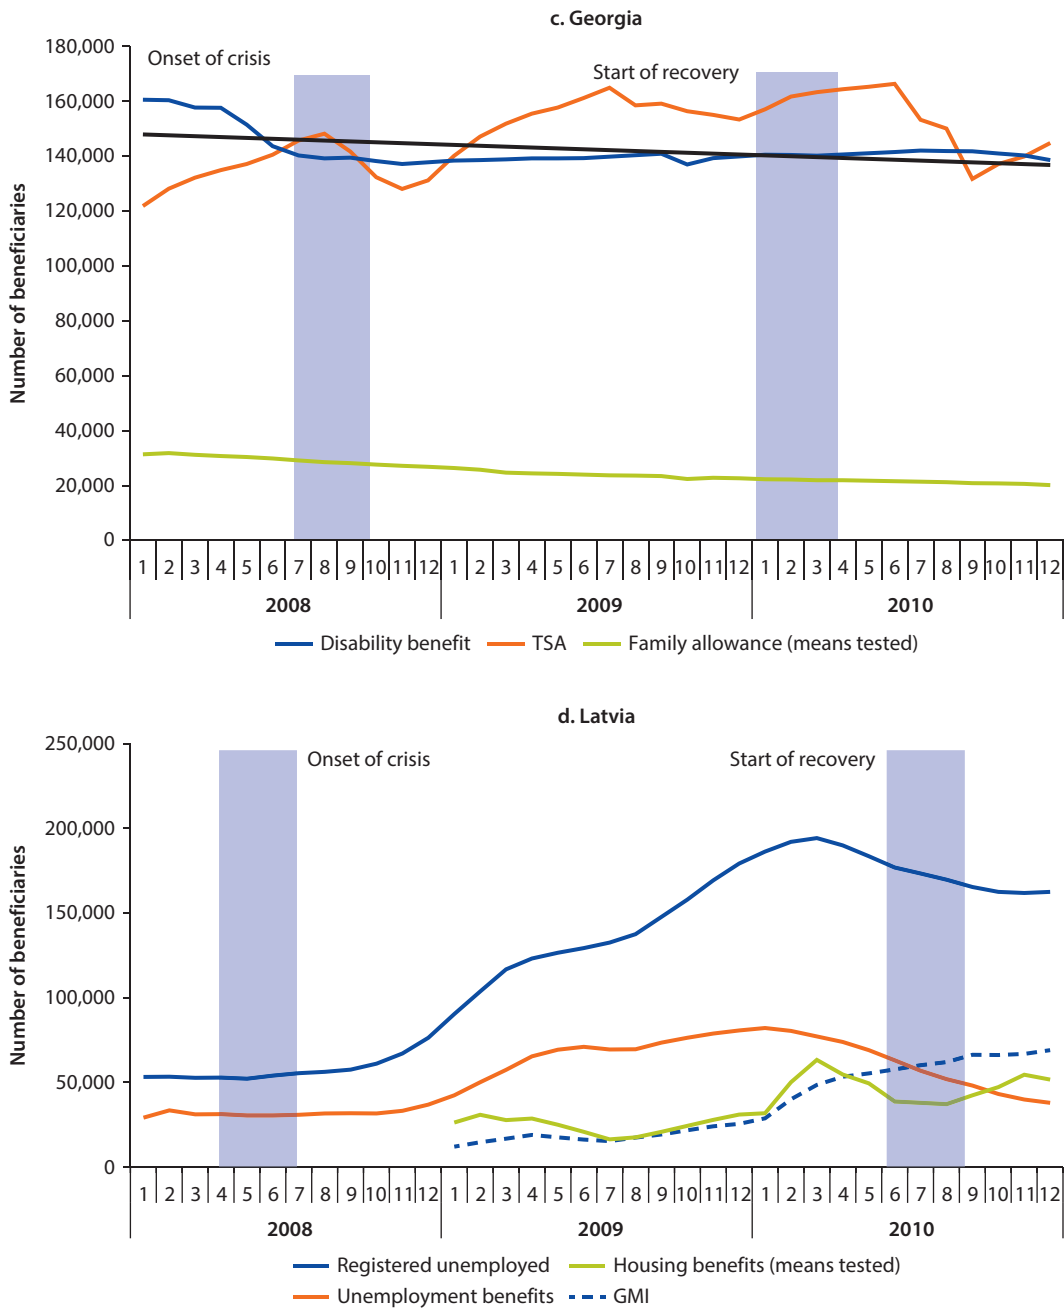 c. Georgia
180,000
Onset of crisis
Start of recovery
160,000
140,000
120,000
100,000
80,000
60,000
40,000
20,000
0
Number of beneficiaries
1 2 3 4 5 6 7 8 9 10 11 12 1 2 3 4 5 6 7 8 9 10 11 12 1 2 3 4 5 6 7 8 9 10 11 12
2008 2009 2010
Disability benefit TSA Family allowance (means tested)
d. Latvia
250,000
Onset of crisis Start of recovery
200,000
150,000
100,000
50,000
0
Number of beneficiaries
1 2 3 4 5 6 7 8 9 10 11 12 1 2 3 4 5 6 7 8 9 10 11 12 1 2 3 4 5 6 7 8 9 10 11 12
2008 2009 2010
Registered unemployed Housing benefits (means tested)
Unemployment benefits GMI